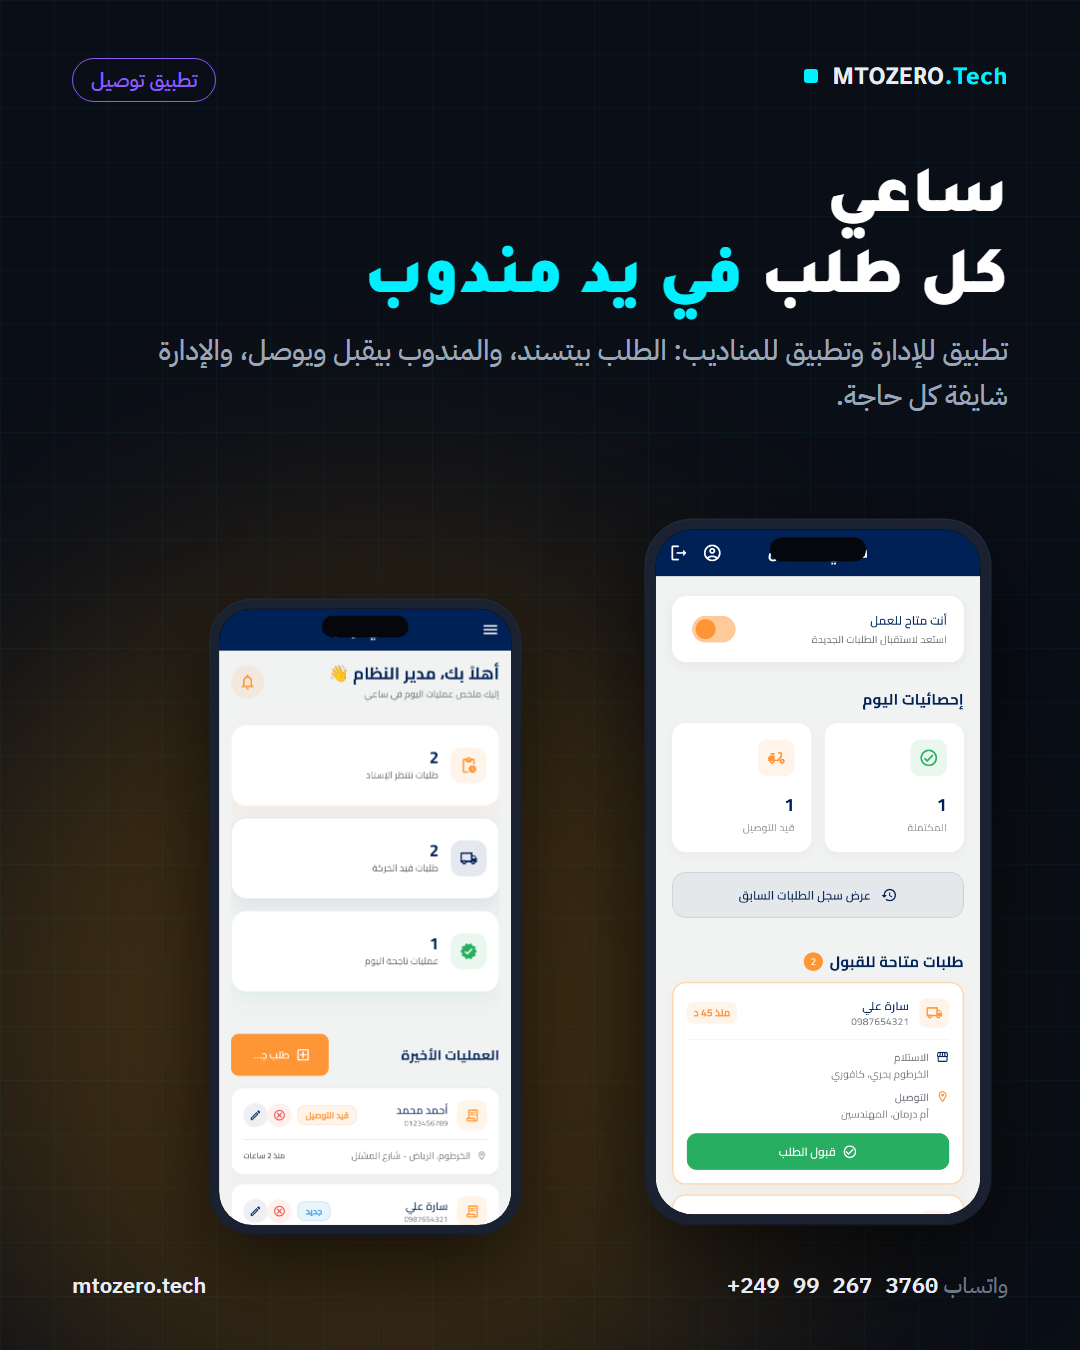 MTOZERO.Tech
تطبيق توصيل
ساعي
كل طلب في يد مندوب
تطبيق للإدارة وتطبيق للمناديب: الطلب بيتسند، والمندوب بيقبل ويوصل، والإدارة
شايفة كل حاجة.
أنت متاح للعمل
استعد لاستقبال الطلبات الجديدة
إحصائيات اليوم
1
المكتملة
1
قيد التوصيل
عرض سجل الطلبات السابق
طلبات متاحة للقبول 2
سارة علي
0987654321
منذ 45 د
الاستلام
الخرطوم بحري، كافوري
التوصيل
أم درمان، المهندسين
قبول الطلب
أهلاً بك، مدير النظام 👋
إليك ملخص عمليات اليوم في ساعي
2
طلبات تنتظر الإسناد
2
طلبات قيد الحركة
1
عمليات ناجحة اليوم
العمليات الأخيرة
طلب جـ...
أحمد محمد
0123456789
قيد التوصيل
الخرطوم، الرياض - شارع المشتل
منذ 2 ساعات
سارة علي
0987654321
جديد
واتساب +249 99 267 3760
mtozero.tech